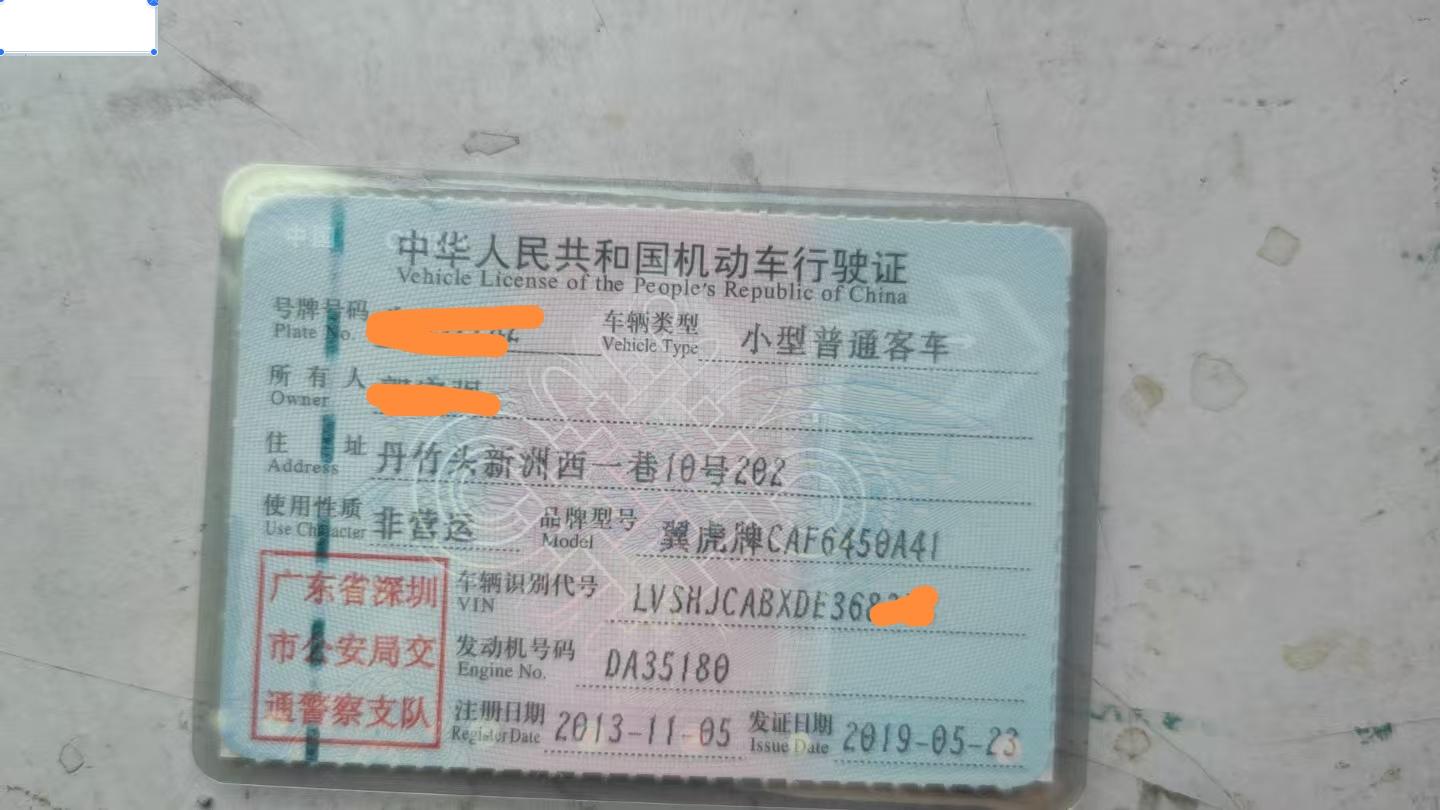 中华人民共和国机动车行驶证
Vehicle License of the People's Republic of China
号牌号码 车辆类型 小型普通客车
Plate No. Vehicle Type
所有人
Owner
住址 丹竹头新洲西一巷10号202
Address
使用性质 非营运 品牌型号 翼虎牌CAF6450A41
Use Character Model
车辆识别代号 LVSHJCABXDE368
VIN
广东省深圳
市公安局交
通警察支队
发动机号码 DA35180
Engine No.
注册日期 2013-11-05 发证日期 2019-05-23
Register Date Issue Date